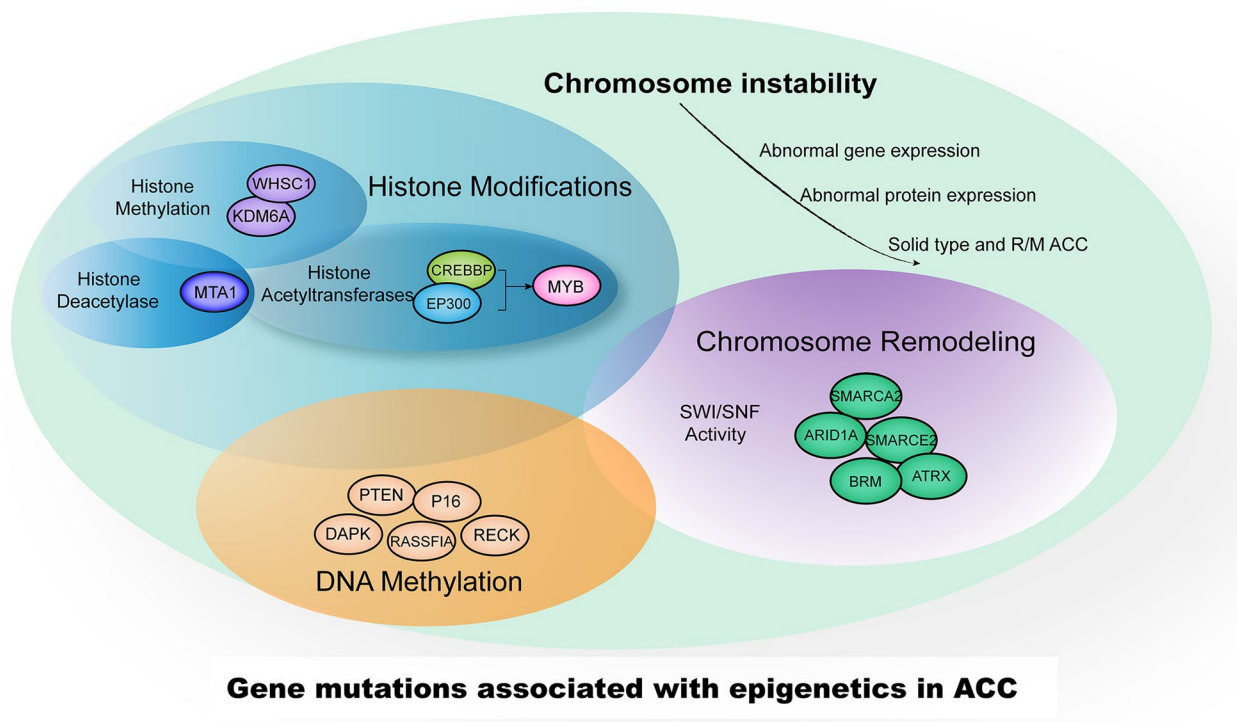 Chromosome instability
Abnormal gene expression
Abnormal protein expression
Solid type and R/M ACC
Histone Modifications
Histone
Methylation
WHSC1
KDM6A
Histone
Deacetylase
MTA1
Histone
Acetyltransferases
CREBBP
EP300
MYB
Chromosome Remodeling
SWI/SNF
Activity
SMARCA2
ARID1A
SMARCE2
BRM
ATRX
PTEN
P16
DAPK
RASSFIA
RECK
DNA Methylation
Gene mutations associated with epigenetics in ACC